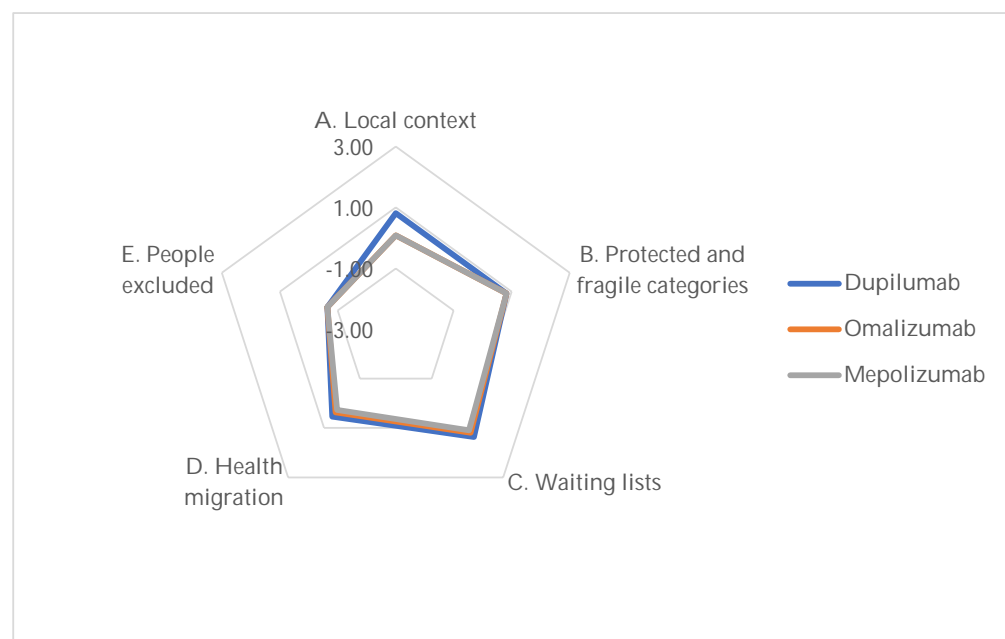 A. Local context
3.00
1.00
-1.00
-3.00
E. People
excluded
B. Protected and
fragile categories
D. Health
migration
C. Waiting lists
Dupilumab
Omalizumab
Mepolizumab